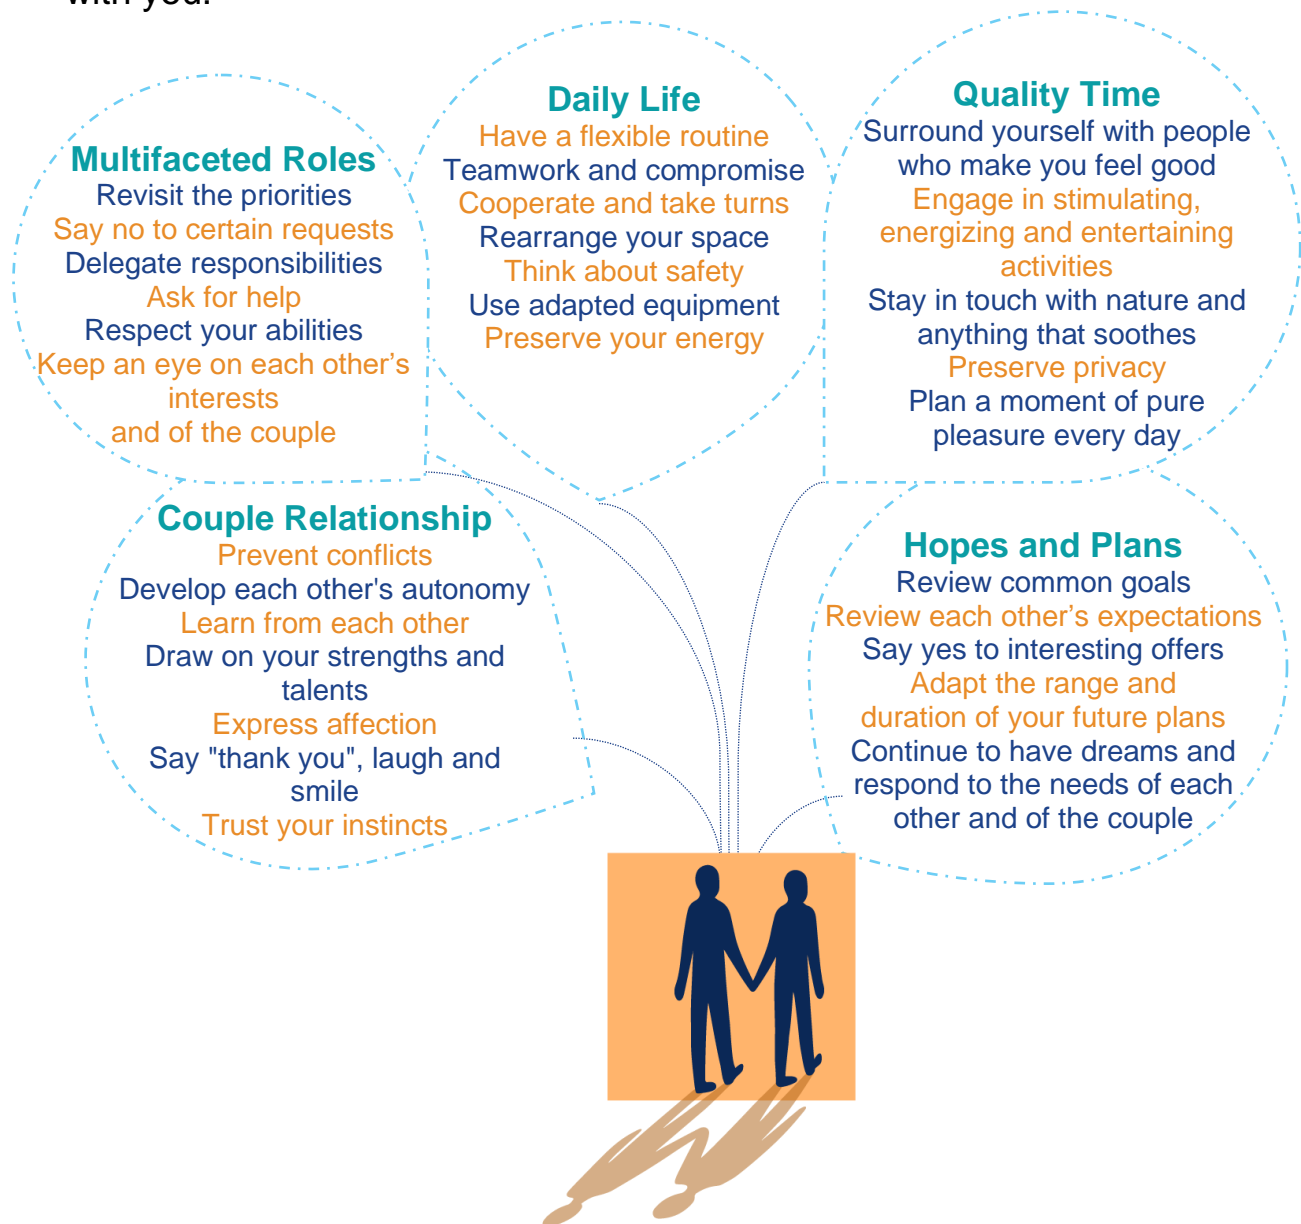 with you.
Multifaceted Roles
Revisit the priorities
Say no to certain requests
Delegate responsibilities
Ask for help
Respect your abilities
Keep an eye on each other’s
interests
and of the couple
Daily Life
Have a flexible routine
Teamwork and compromise
Cooperate and take turns
Rearrange your space
Think about safety
Use adapted equipment
Preserve your energy
Quality Time
Surround yourself with people
who make you feel good
Engage in stimulating,
energizing and entertaining
activities
Stay in touch with nature and
anything that soothes
Preserve privacy
Plan a moment of pure
pleasure every day
Couple Relationship
Prevent conflicts
Develop each other's autonomy
Learn from each other
Draw on your strengths and
talents
Express affection
Say "thank you", laugh and
smile
Trust your instincts
Hopes and Plans
Review common goals
Review each other’s expectations
Say yes to interesting offers
Adapt the range and
duration of your future plans
Continue to have dreams and
respond to the needs of each
other and of the couple